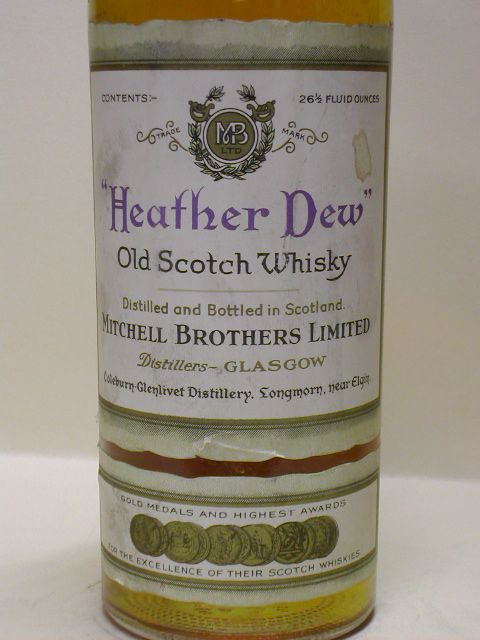 CONTENTS:- 26½ FLUID OUNCES
TRADE MB LTD MARK
"Heather Dew"
Old Scotch Whisky
Distilled and Bottled in Scotland.
MITCHELL BROTHERS LIMITED
Distillers- GLASGOW
Coleburn-Glenlivet Distillery, Longmorn, near Elgin.
GOLD MEDALS AND HIGHEST AWARDS
FOR THE EXCELLENCE OF THEIR SCOTCH WHISKIES